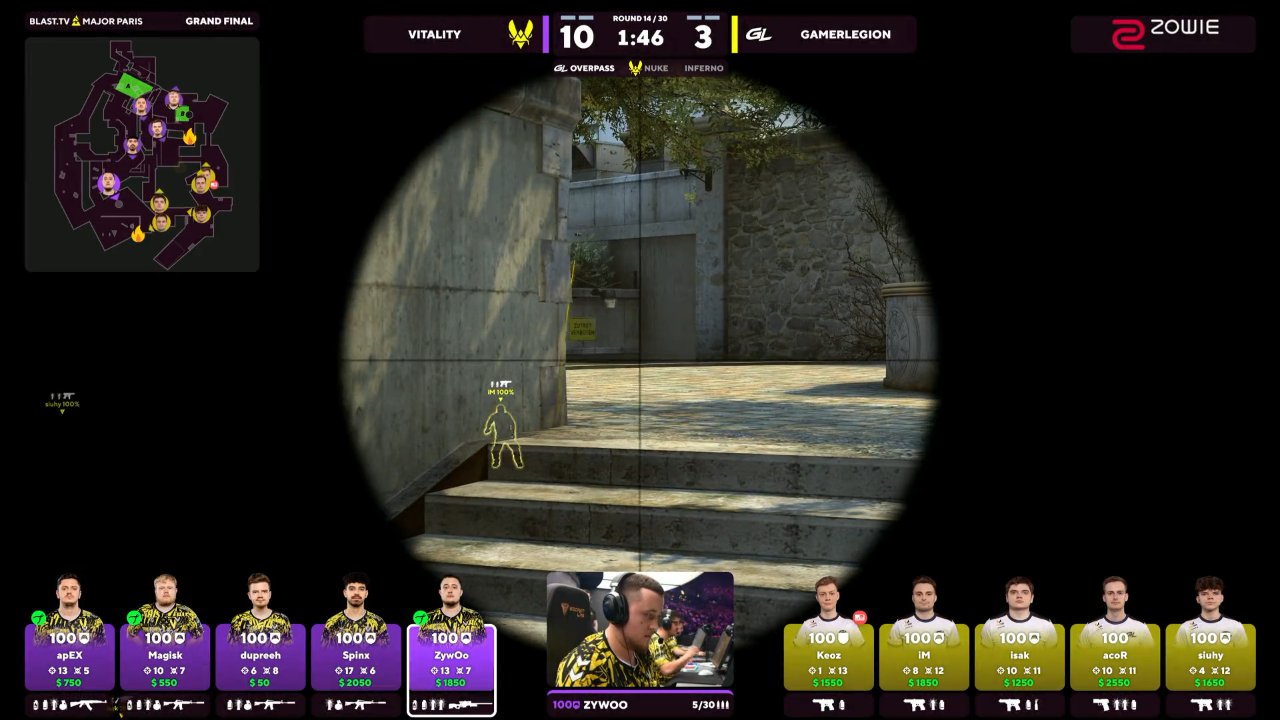 BLAST.TV MAJOR PARIS
GRAND FINAL
VITALITY
10
ROUND 14 / 30
1:46
3
GL
GAMERLEGION
ZOWIE
GL OVERPASS
NUKE
INFERNO
A
ZUTRITT VERBOTEN
IM 100%
siuhy 100%
100
apEX
13 5
$750
100
Magisk
10 7
$550
100
dupreeh
6 8
$50
100
Spinx
17 6
$2050
100
ZywOo
13 7
$1850
100 ZYWOO
5/30
100
Keoz
1 13
$1550
100
iM
8 12
$1850
100
isak
10 11
$1250
100
acoR
10 11
$2550
100
siuhy
4 12
$1650